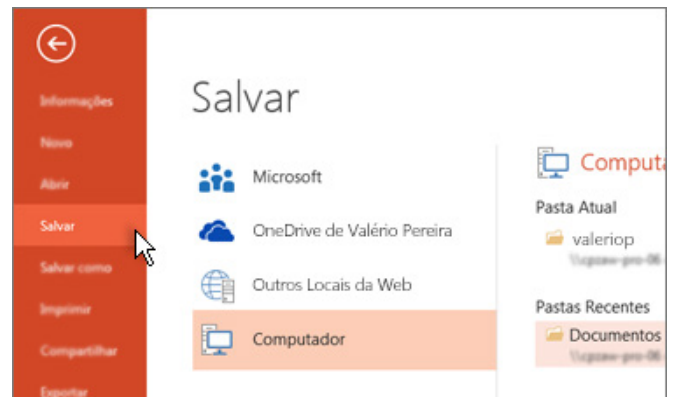 Informações
Novo
Abrir
Salvar
Salvar como
Imprimir
Compartilhar
Exportar
Salvar
Microsoft
OneDrive de Valério Pereira
Outros Locais da Web
Computador
Pasta Atual
valeriop
Pastas Recentes
Documentos